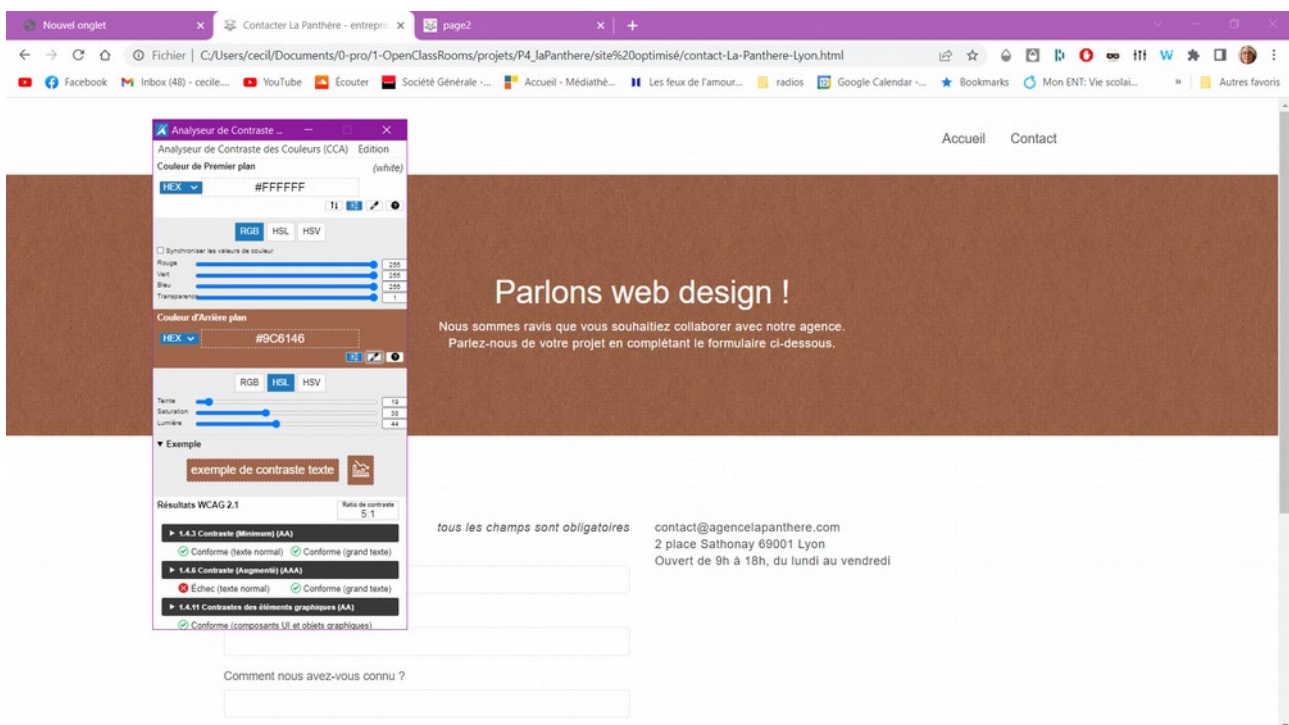 Nouvel onglet
Contacter La Panthère - entrepris
page2
Fichier | C:/Users/cecil/Documents/0-pro/1-OpenClassRooms/projets/P4_laPanthere/site%20optimisé/contact-La-Panthere-Lyon.html
Facebook
Inbox (48) - cecile....
YouTube
Écouter
Société Générale -...
Accueil - Médiathè...
Les feux de l'amour...
radios
Google Calendar -...
Bookmarks
Mon ENT: Vie scolai...
»
Autres favoris
Accueil Contact
Analyseur de Contraste ...
Analyseur de Contraste des Couleurs (CCA) Edition
Couleur de Premier plan (white)
HEX #FFFFFF
RGB HSL HSV
Synchroniser les valeurs de couleur
Rouge 255
Vert 255
Bleu 255
Transparence 1
Couleur d'Arrière plan
HEX #9C6146
RGB HSL HSV
Teinte 19
Saturation 38
Lumière 44
Exemple
exemple de contraste texte
Résultats WCAG 2.1
Ratio de contraste
5:1
1.4.3 Contraste (Minimum) (AA)
Conforme (texte normal) Conforme (grand texte)
1.4.6 Contraste (Augmenté) (AAA)
Échec (texte normal) Conforme (grand texte)
1.4.11 Contrastes des éléments graphiques (AA)
Conforme (composants UI et objets graphiques)
Parlons web design !
Nous sommes ravis que vous souhaitiez collaborer avec notre agence.
Parlez-nous de votre projet en complétant le formulaire ci-dessous.
tous les champs sont obligatoires
contact@agencelapanthere.com
2 place Sathonay 69001 Lyon
Ouvert de 9h à 18h, du lundi au vendredi
Comment nous avez-vous connu ?